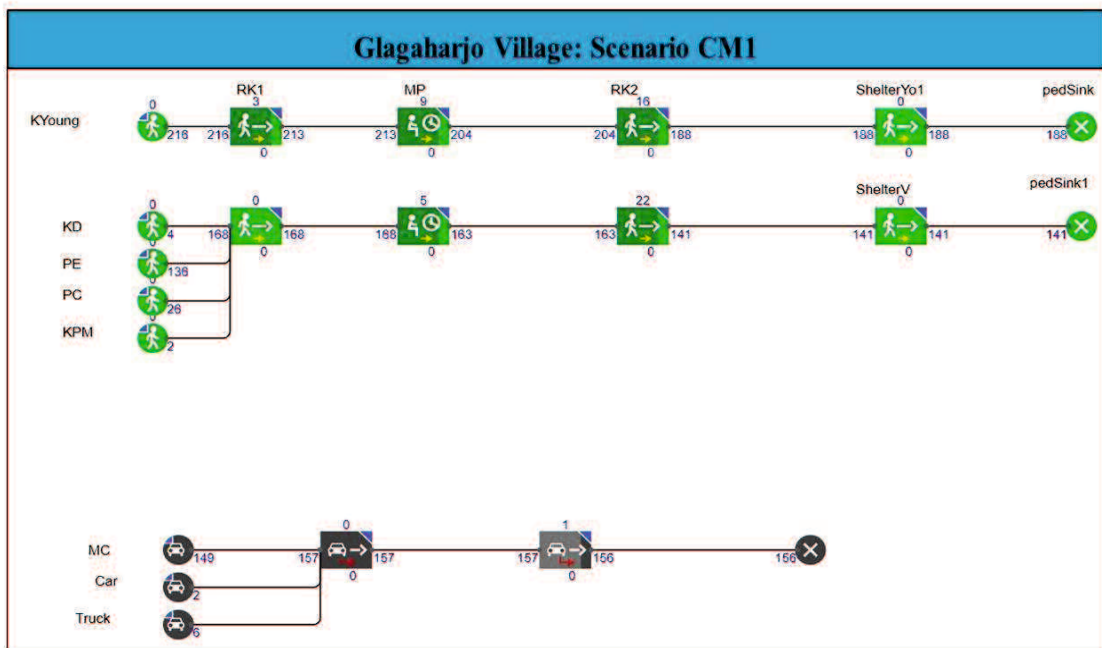 Glagaharjo Village: Scenario CM1
RK1 MP RK2 ShelterYo1 pedSink
0 3 9 16 0
KYoung
216 216 213 213 204 204 188 188 188 188
0 0 0 0
ShelterV pedSink1
0 0 5 22 0
KD
4 168 168 168 163 163 141 141 141 141
0 0 0 0
0
PE
136
0
PC
26
0
KPM
2
0 1
MC
149 157 157 157 156 156
0 0
Car
2
Truck
6